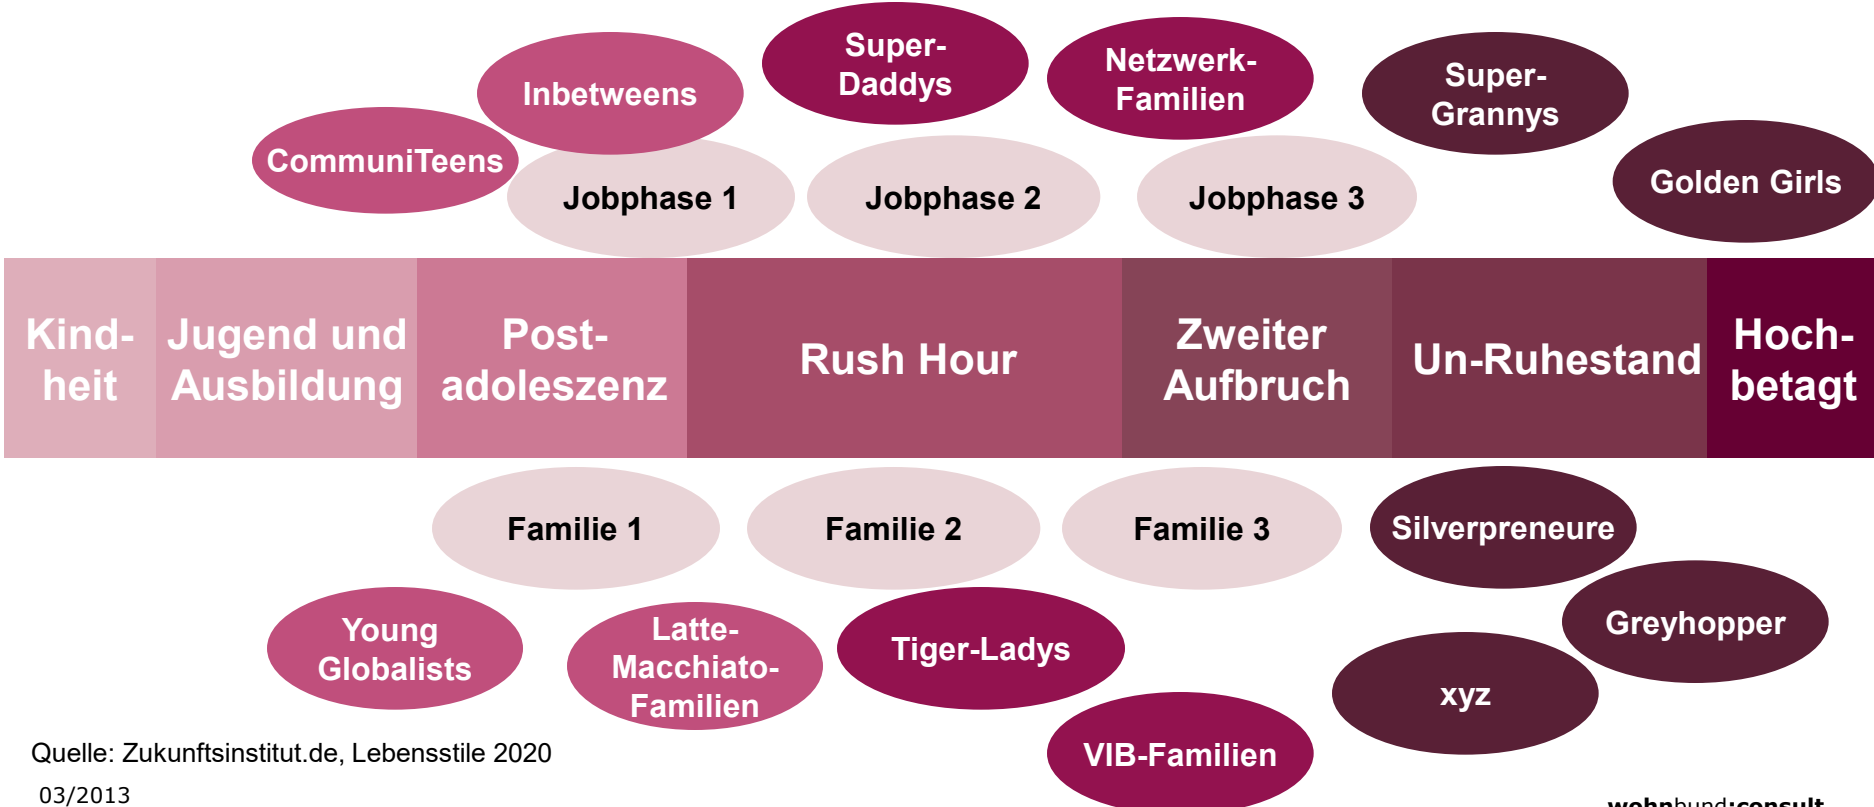 Super-
Daddys
Netzwerk-
Familien
Super-
Grannys
Inbetweens
CommuniTeens
Golden Girls
Jobphase 1
Jobphase 2
Jobphase 3
Kind-
heit
Jugend und
Ausbildung
Post-
adoleszenz
Rush Hour
Zweiter
Aufbruch
Un-Ruhestand
Hoch-
betagt
Familie 1
Familie 2
Familie 3
Silverpreneure
Greyhopper
Young
Globalists
Latte-
Macchiato-
Familien
Tiger-Ladys
xyz
VIB-Familien
Quelle: Zukunftsinstitut.de, Lebensstile 2020
03/2013
wohnbund:consult